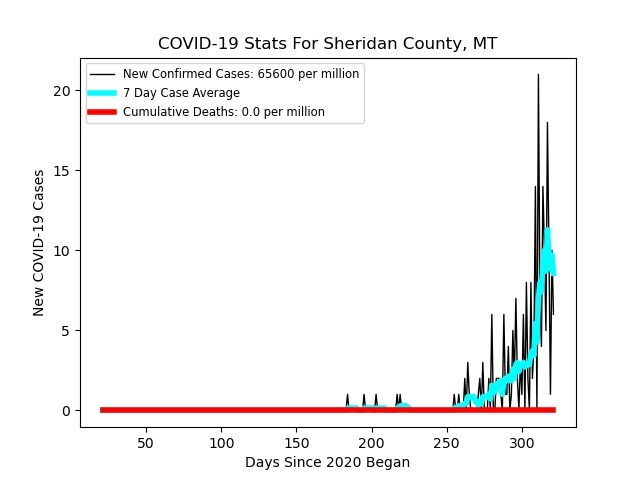 COVID-19 Stats For Sheridan County, MT
New Confirmed Cases: 65600 per million
7 Day Case Average
Cumulative Deaths: 0.0 per million
New COVID-19 Cases
20
15
10
5
0
50 100 150 200 250 300
Days Since 2020 Began